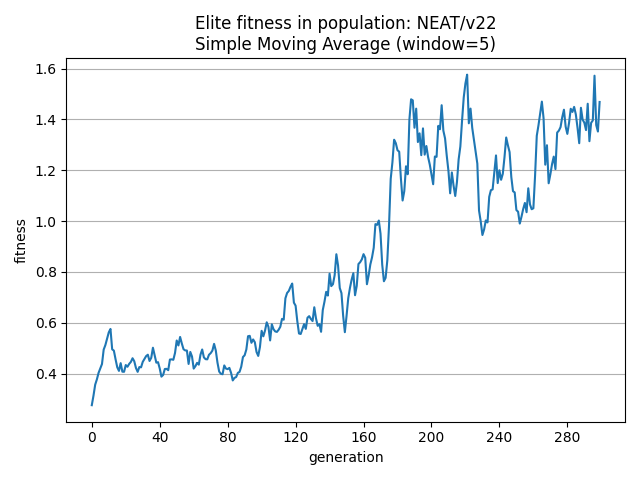 Elite fitness in population: NEAT/v22
Simple Moving Average (window=5)
1.6
1.4
1.2
1.0
0.8
0.6
0.4
fitness
0 40 80 120 160 200 240 280
generation